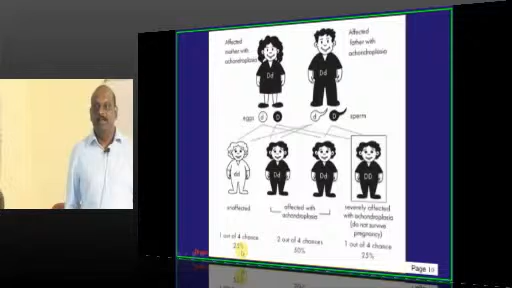 Affected
mother with
achondroplasia
Affected
father with
achondroplasia
Dd
Dd
eggs
d
D
d
D
sperms
dd
Dd
Dd
DD
unaffected
affected with
achondroplasia
severely affected
with achondroplasia
(do not survive
pregnancy)
1 out of 4 chance
25%
2 out of 4 chances
50%
1 out of 4 chance
25%
Page 10